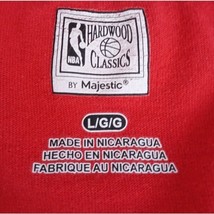 HARDWOOD
NBA
CLASSICS
BY Majestic®
L/G/G
MADE IN NICARAGUA
HECHO EN NICARAGUA
FABRIQUE AU NICARAGUA